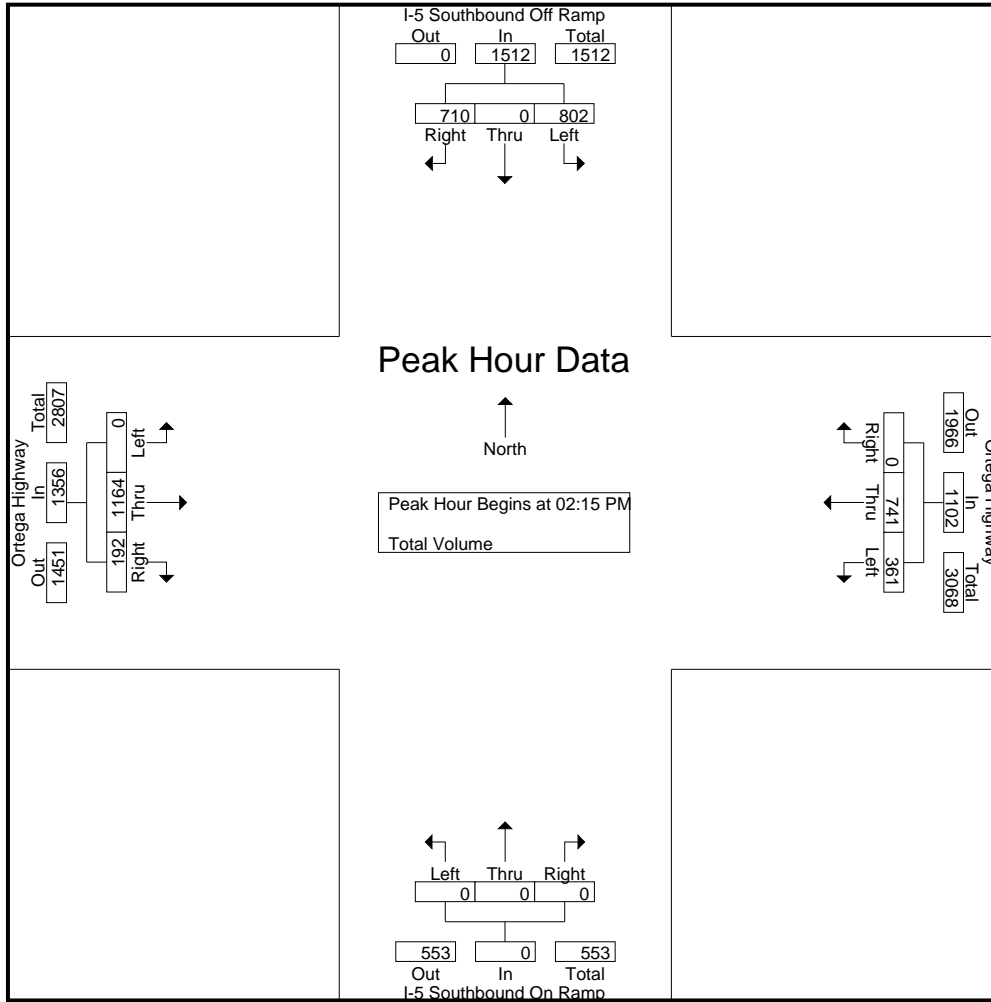 I-5 Southbound Off Ramp
Out In Total
0 1512 1512
710 0 802
Right Thru Left
Peak Hour Data
North
Peak Hour Begins at 02:15 PM
Total Volume
Ortega Highway
Total In Out
2807 1356 1451
0 1164 192
Left Thru Right
Ortega Highway
Out In Total
1966 1102 3068
0 741 361
Right Thru Left
Left Thru Right
0 0 0
553 0 553
Out In Total
I-5 Southbound On Ramp